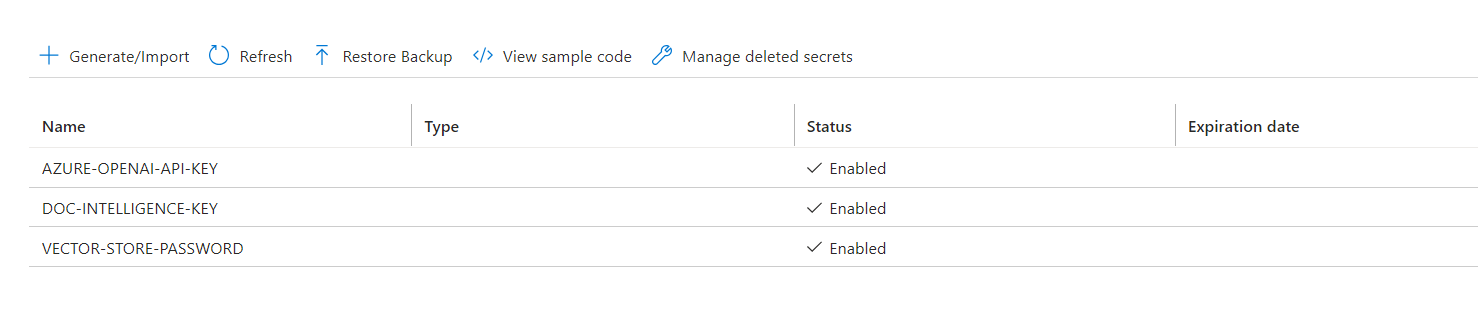 Generate/Import Refresh Restore Backup View sample code Manage deleted secrets
Name Type Status Expiration date
AZURE-OPENAI-API-KEY Enabled
DOC-INTELLIGENCE-KEY Enabled
VECTOR-STORE-PASSWORD Enabled